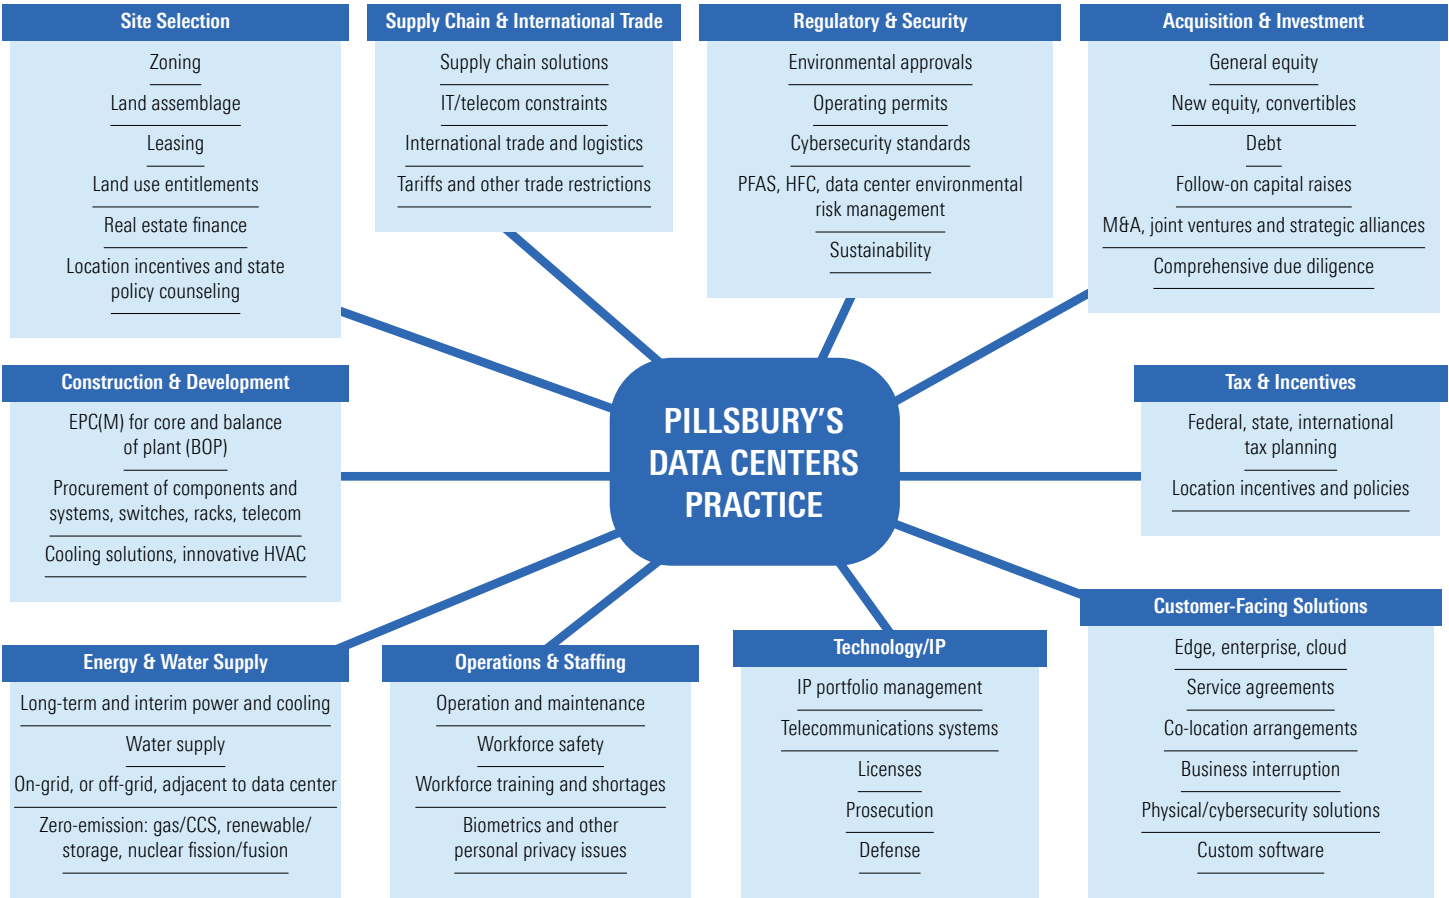 Site Selection
Zoning
Land assemblage
Leasing
Land use entitlements
Real estate finance
Location incentives and state
policy counseling
Supply Chain & International Trade
Supply chain solutions
IT/telecom constraints
International trade and logistics
Tariffs and other trade restrictions
Regulatory & Security
Environmental approvals
Operating permits
Cybersecurity standards
PFAS, HFC, data center environmental
risk management
Sustainability
Acquisition & Investment
General equity
New equity, convertibles
Debt
Follow-on capital raises
M&A, joint ventures and strategic alliances
Comprehensive due diligence
Construction & Development
EPC(M) for core and balance
of plant (BOP)
Procurement of components and
systems, switches, racks, telecom
Cooling solutions, innovative HVAC
PILLSBURY'S
DATA CENTERS
PRACTICE
Tax & Incentives
Federal, state, international
tax planning
Location incentives and policies
Energy & Water Supply
Long-term and interim power and cooling
Water supply
On-grid, or off-grid, adjacent to data center
Zero-emission: gas/CCS, renewable/
storage, nuclear fission/fusion
Operations & Staffing
Operation and maintenance
Workforce safety
Workforce training and shortages
Biometrics and other
personal privacy issues
Technology/IP
IP portfolio management
Telecommunications systems
Licenses
Prosecution
Defense
Customer-Facing Solutions
Edge, enterprise, cloud
Service agreements
Co-location arrangements
Business interruption
Physical/cybersecurity solutions
Custom software